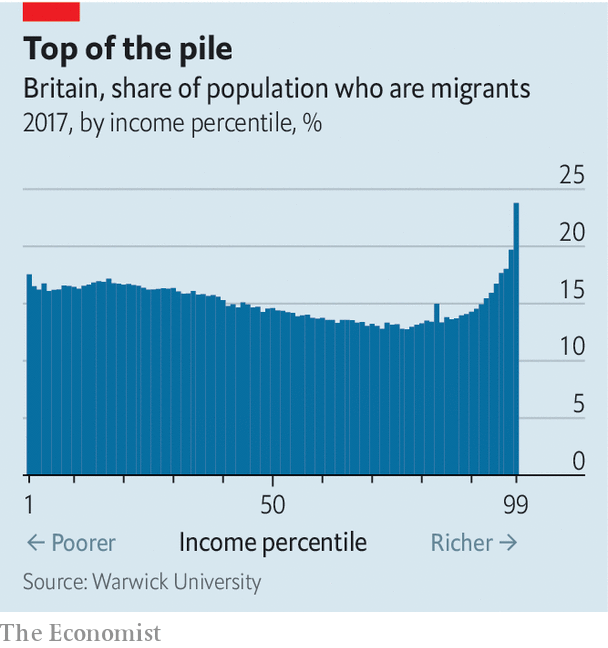 Top of the pile
Britain, share of population who are migrants
2017, by income percentile, %
25
20
15
10
5
0
1 50 99
← Poorer Income percentile Richer →
Source: Warwick University
The Economist